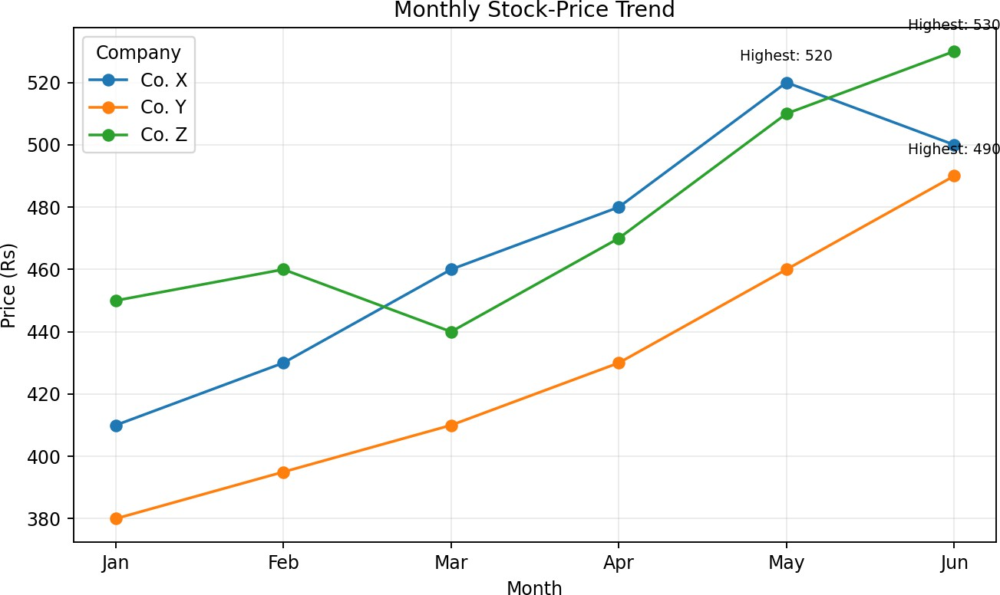 Monthly Stock-Price Trend
Highest: 530
Company
Co. X
Co. Y
Co. Z
Highest: 520
Highest: 490
Price (Rs)
520
500
480
460
440
420
400
380
Jan Feb Mar Apr May Jun
Month